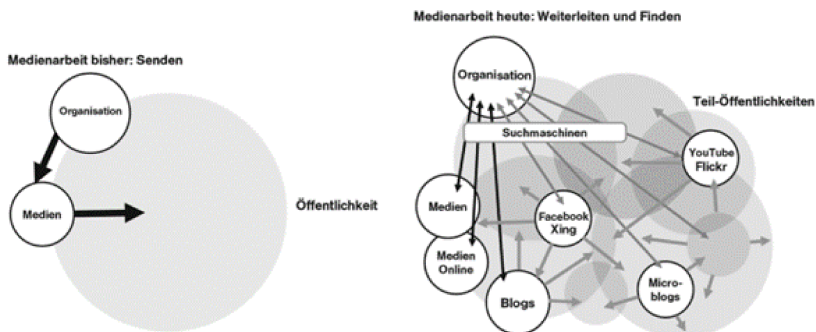 Medienarbeit bisher: Senden
Organisation
Medien
Öffentlichkeit
Medienarbeit heute: Weiterleiten und Finden
Organisation
Teil-Öffentlichkeiten
Suchmaschinen
YouTube
Flickr
Medien
Facebook
Xing
Medien
Online
Blogs
Micro-
blogs